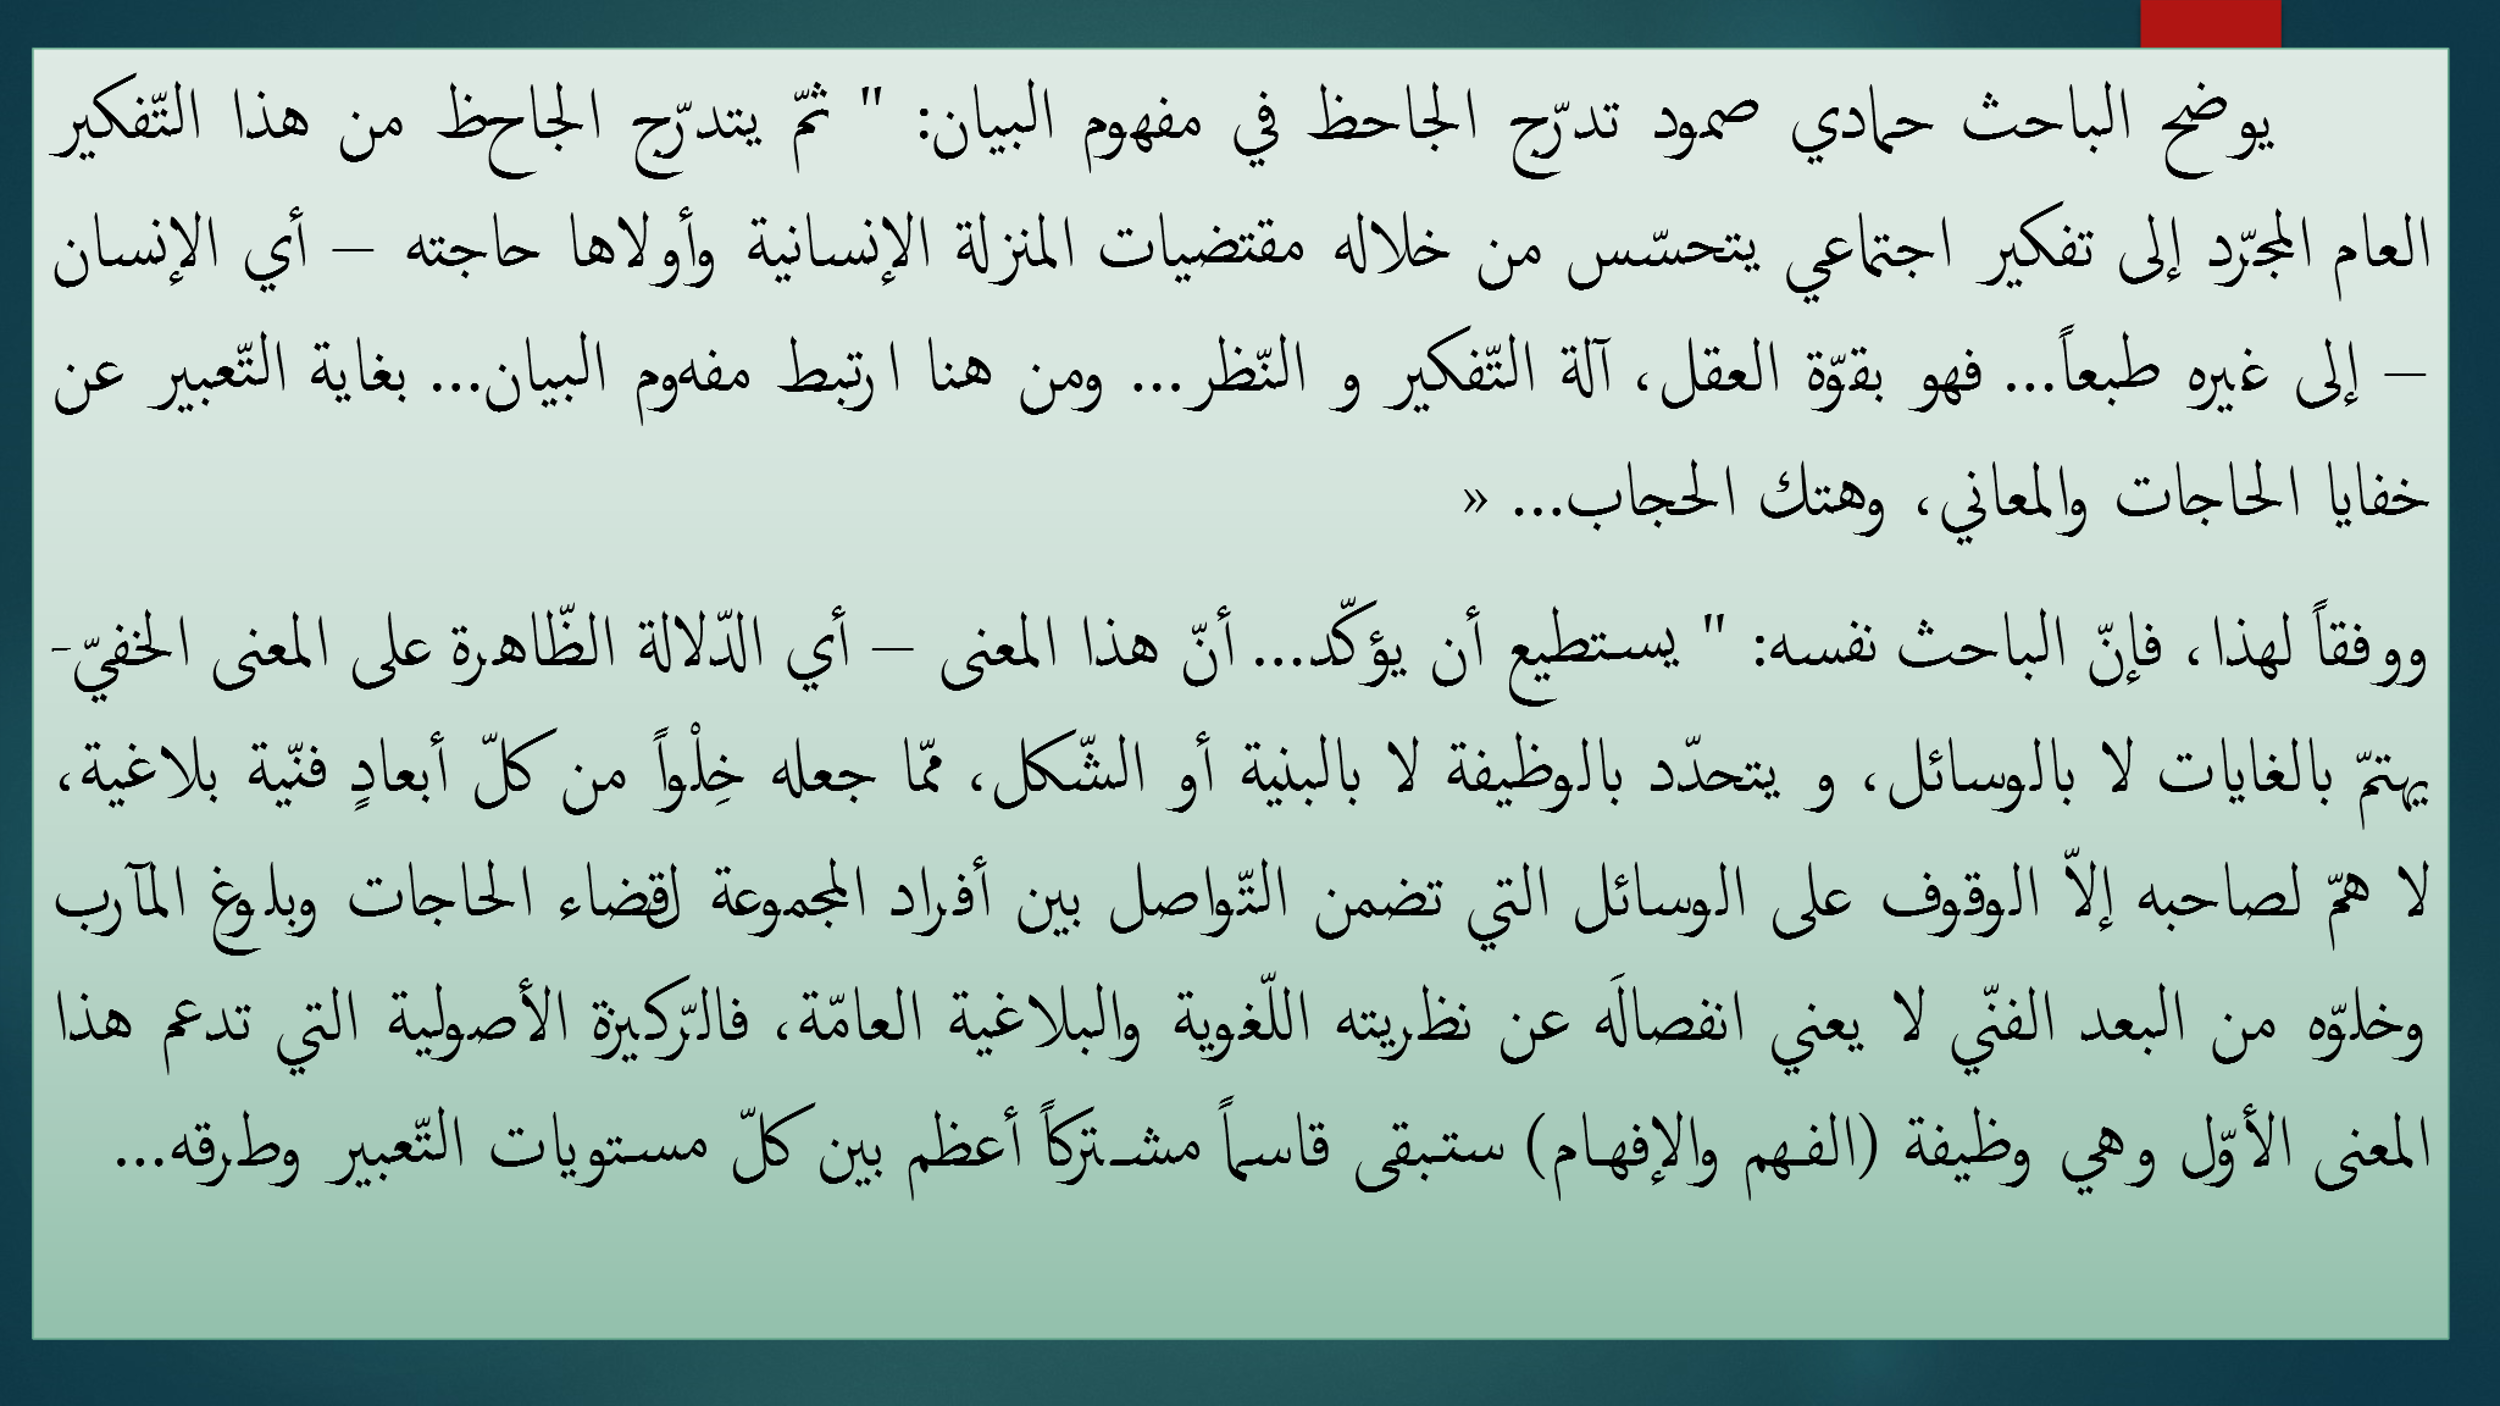 يوضح الباحث حمادي صمود تدرّج الجاحظ في مفهوم البيان: " ثمّ يتدرّج الجاحظ من هذا التّفكير
العام المجرّد إلى تفكير اجتماعي يتحسّس من خلاله مقتضيات المنزلة الإنسانية وأولاها حاجته – أي الإنسان
– إلى غيره طبعاً... فهو بقوّة العقل، آلة التّفكير و النّظر... ومن هنا ارتبط مفهوم البيان... بغاية التّعبير عن
خفايا الحاجات والمعاني، وهتك الحجاب... »
ووفقاً لهذا، فإنّ الباحث نفسه: " يستطيع أن يؤكّد... أنّ هذا المعنى – أي الدّلالة الظّاهرة على المعنى الخفيّ-
يهتمّ بالغايات لا بالوسائل، و يتحدّد بالوظيفة لا بالبنية أو الشّكل، ممّا جعله خِلْواً من كلّ أبعادٍ فنّية بلاغية،
لا همّ لصاحبه إلاّ الوقوف على الوسائل التي تضمن التّواصل بين أفراد المجموعة لقضاء الحاجات وبلوغ المآرب
وخلوّه من البعد الفنّي لا يعني انفصالَه عن نظريته اللّغوية والبلاغية العامّة، فالرّكيزة الأصولية التي تدعم هذا
المعنى الأوّل وهي وظيفة (الفهم والإفهام) ستبقى قاسماً مشتركاً أعظم بين كلّ مستويات التّعبير وطرقه...